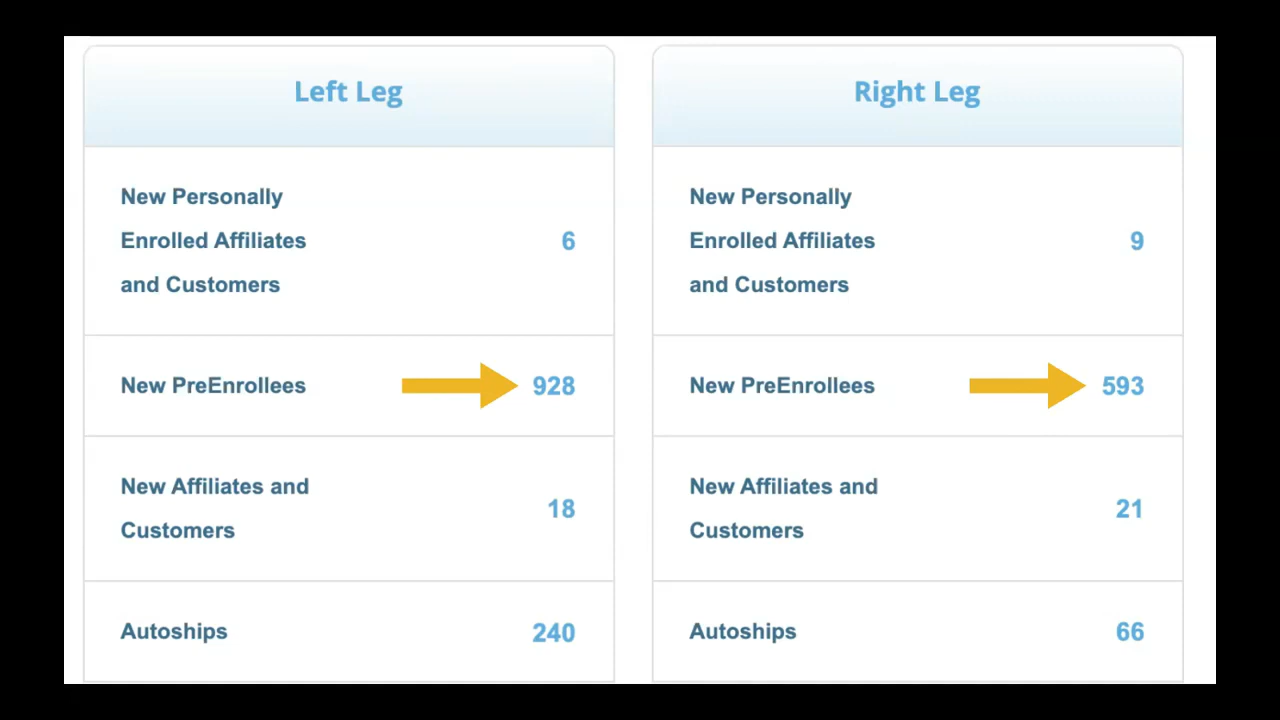 Left Leg
New Personally
Enrolled Affiliates
6
and Customers
New PreEnrollees
928
New Affiliates and
18
Customers
Autoships
240
Right Leg
New Personally
Enrolled Affiliates
9
and Customers
New PreEnrollees
593
New Affiliates and
21
Customers
Autoships
66